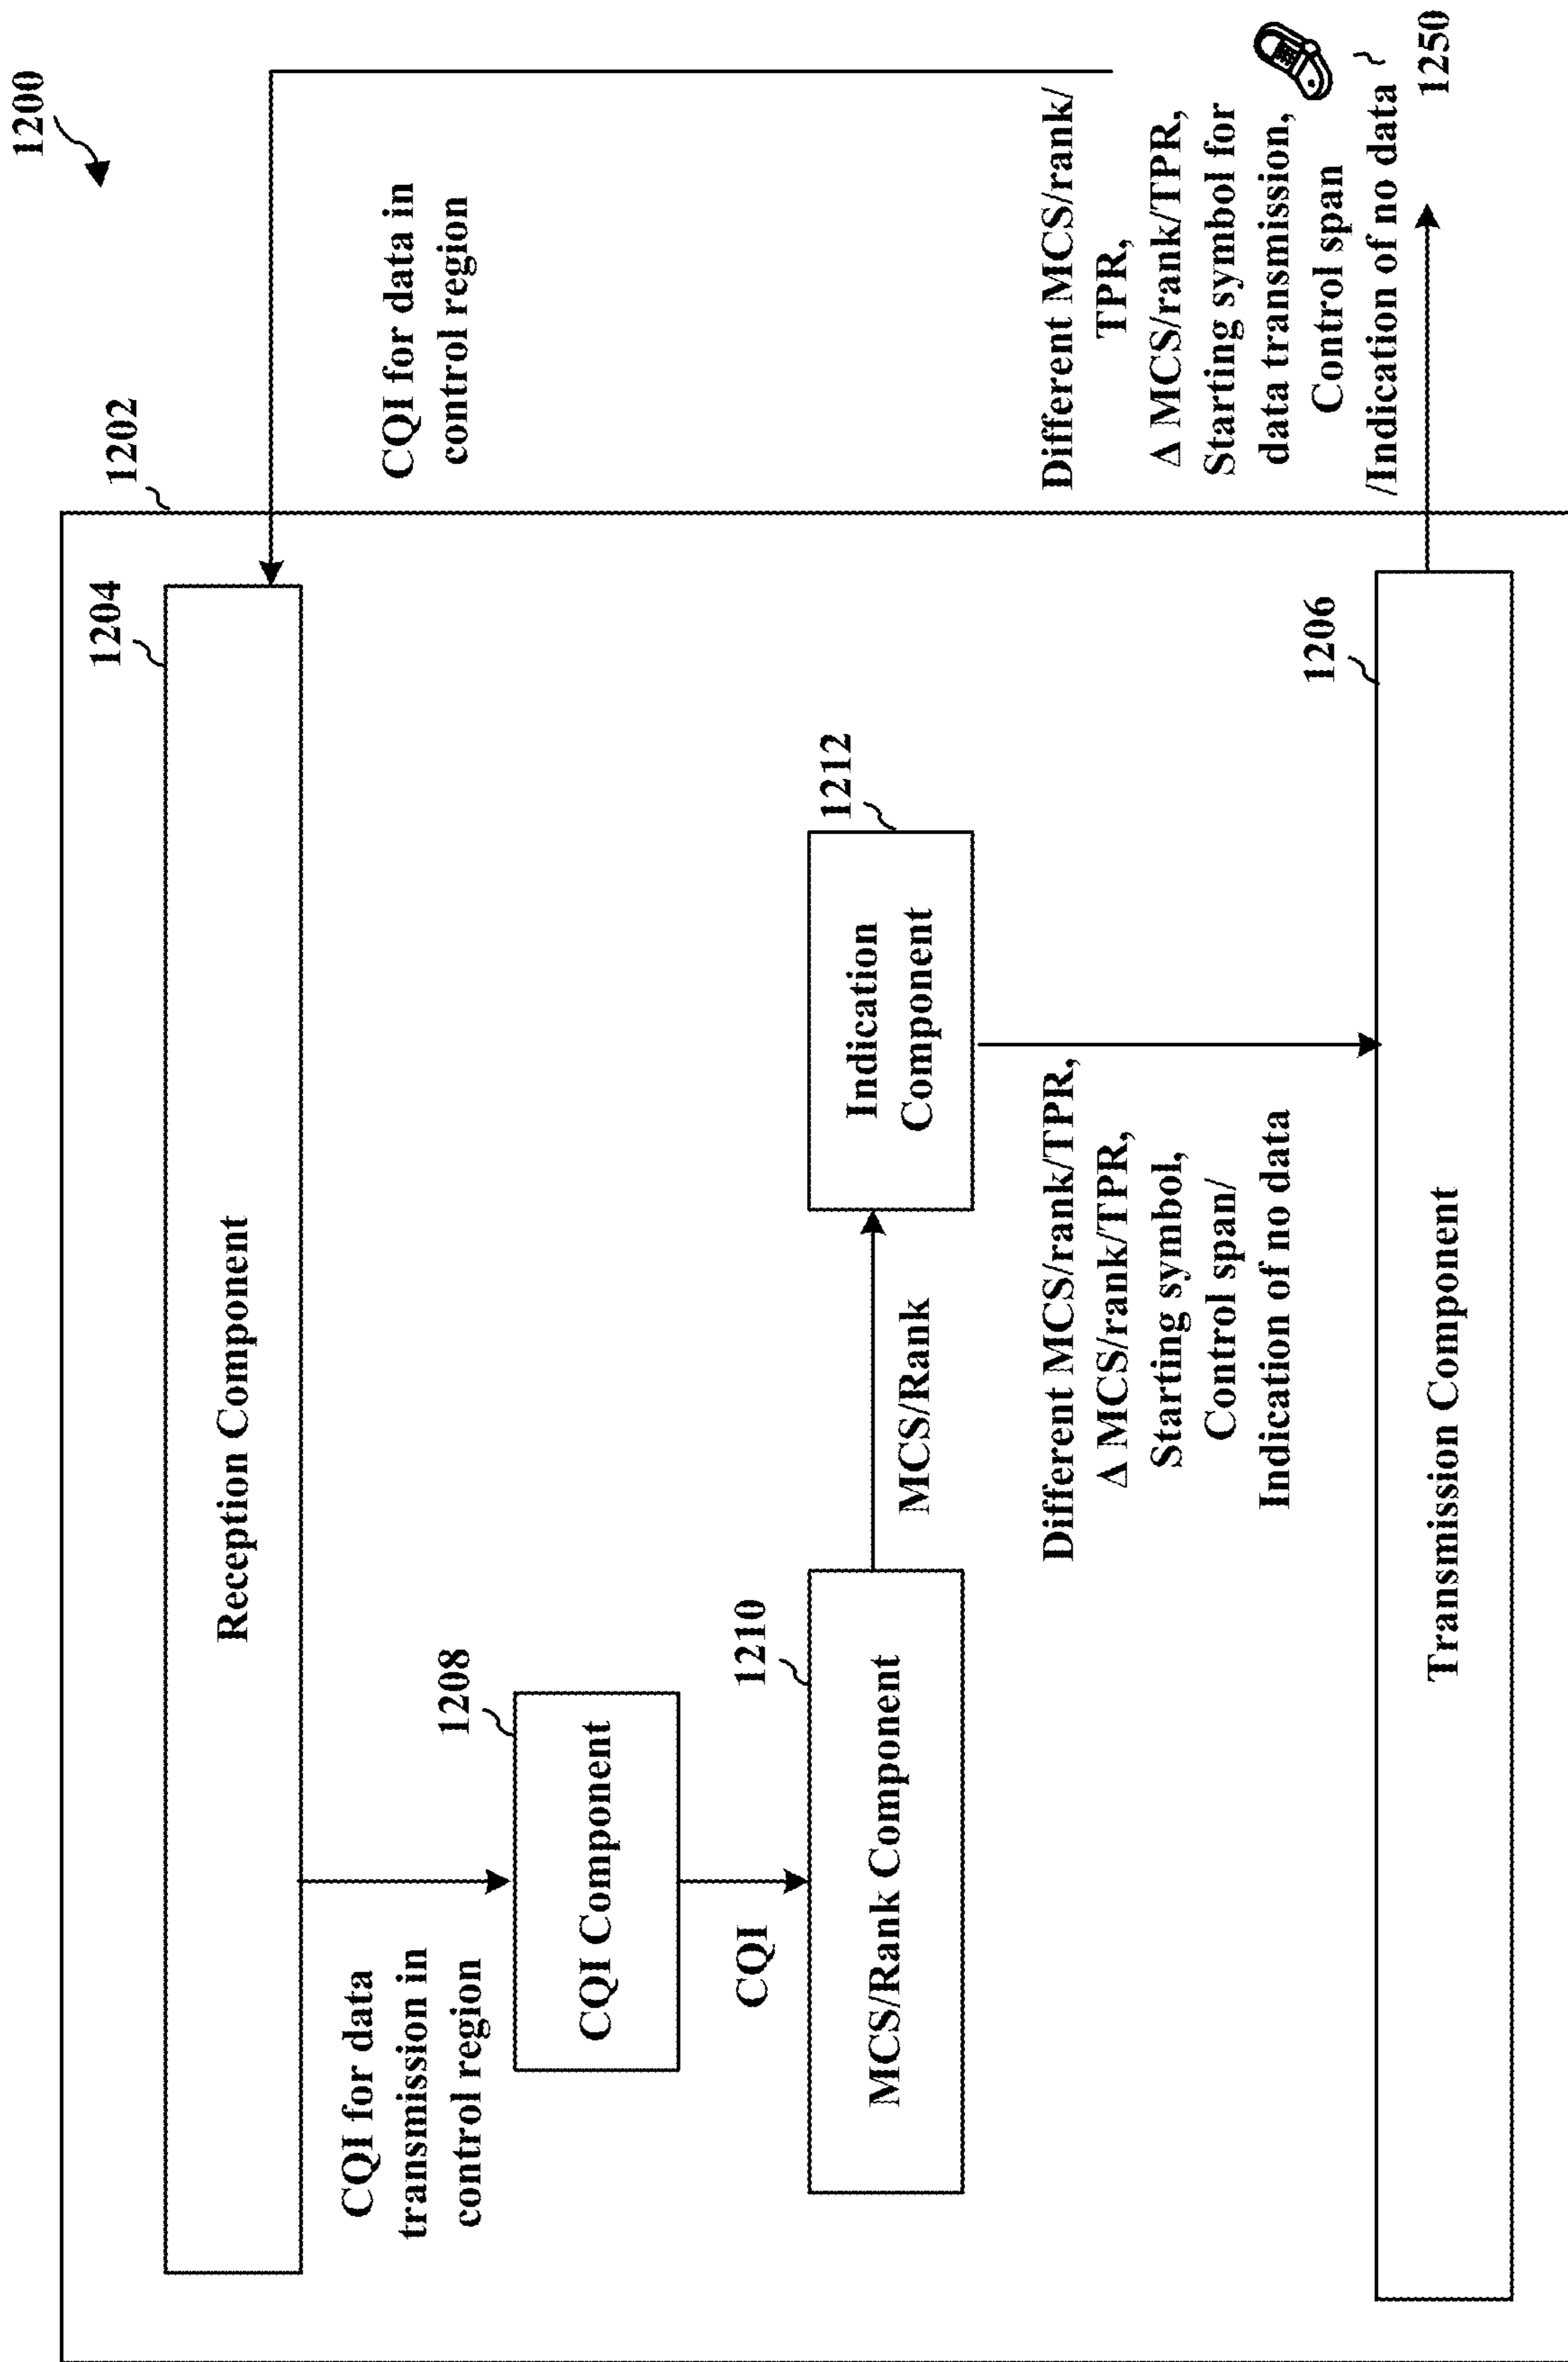 1200
1202
1204
Reception Component
CQI for data in
control region
CQI for data
transmission in
control region
1208
CQI Component
CQI
1210
MCS/Rank Component
MCS/Rank
1212
Indication
Component
Different MCS/rank/TPR,
Δ MCS/rank/TPR,
Starting symbol,
Control span/
Indication of no data
Different MCS/rank/
TPR,
Δ MCS/rank/TPR,
Starting symbol for
data transmission,
Control span
/Indication of no data
1250
1206
Transmission Component